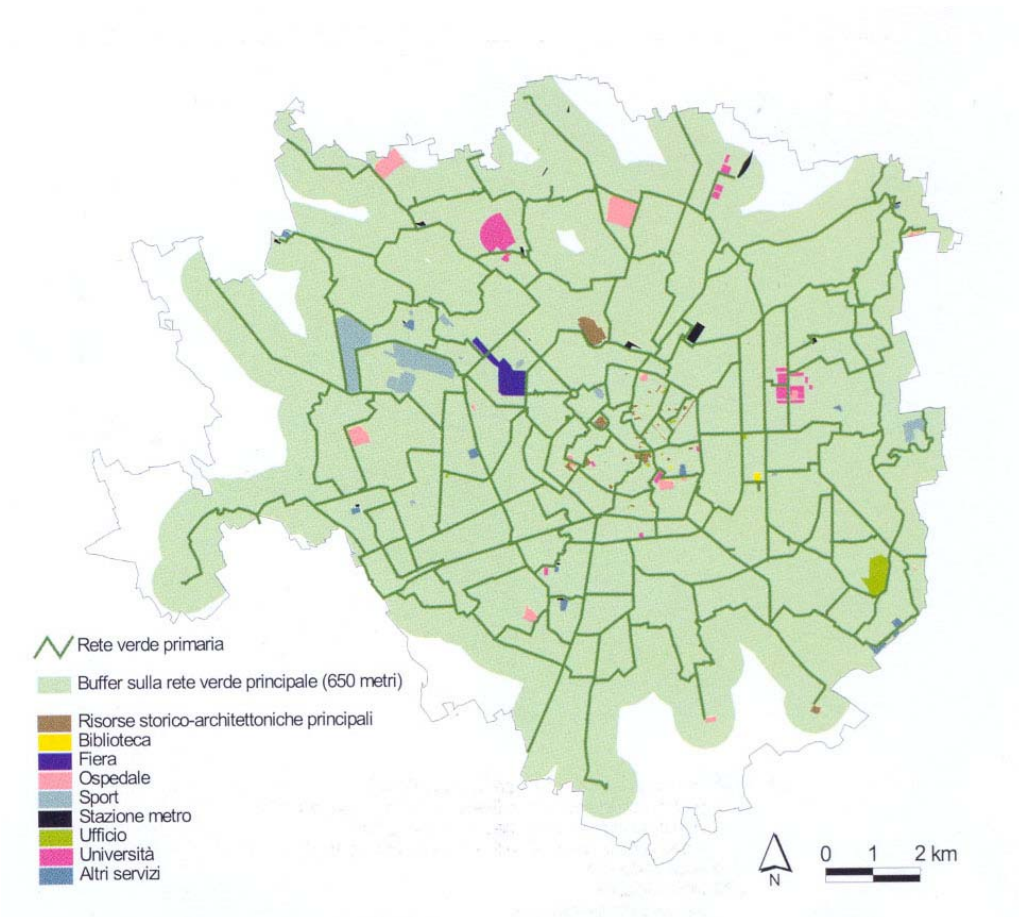 Rete verde primaria
Buffer sulla rete verde principale (650 metri)
Risorse storico-architettoniche principali
Biblioteca
Fiera
Ospedale
Sport
Stazione metro
Ufficio
Università
Altri servizi
N
0 1 2 km